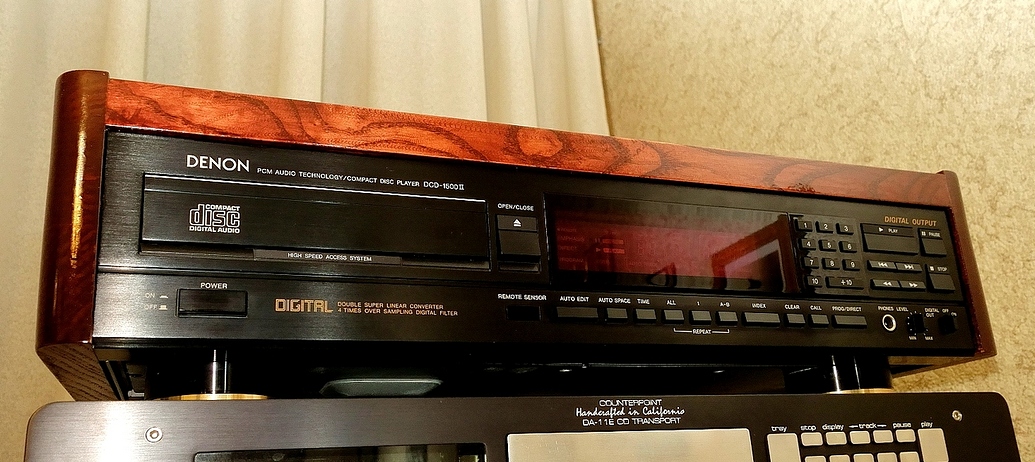 DENON PCM AUDIO TECHNOLOGY/COMPACT DISC PLAYER DCD-1500II
COMPACT
disc
DIGITAL AUDIO
HIGH SPEED ACCESS SYSTEM
OPEN/CLOSE
DIGITAL OUTPUT
PLAY
PAUSE
STOP
1 2 3
4 5 6
7 8 9
10 +10
POWER
ON
OFF
DIGITAL
DOUBLE SUPER LINEAR CONVERTER
4 TIMES OVER SAMPLING DIGITAL FILTER
REMOTE SENSOR
AUTO EDIT AUTO SPACE TIME ALL 1 A-B INDEX CLEAR CALL PROG/DIRECT
REPEAT
PHONES LEVEL
MIN MAX
DIGITAL OUT
OFF
ON
COUNTERPOINT
Handcrafted in California
DA-11E CD TRANSPORT
tray stop display track pause play